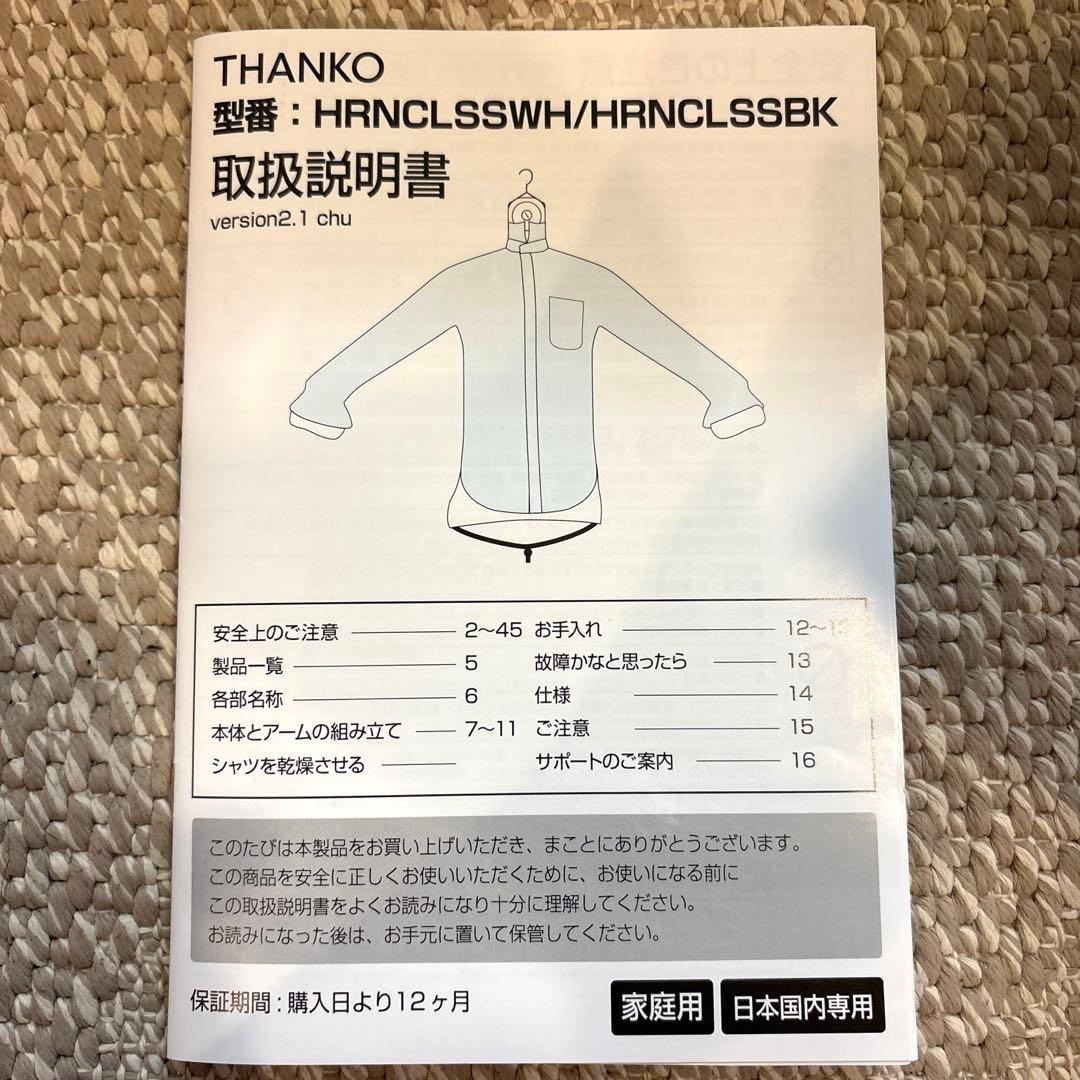 THANKO
型番：HRNCLSSWH/HRNCLSSBK
取扱説明書
version2.1 chu
安全上のご注意 2〜45
製品一覧 5
各部名称 6
本体とアームの組み立て 7〜11
シャツを乾燥させる
お手入れ 12〜
故障かなと思ったら 13
仕様 14
ご注意 15
サポートのご案内 16
このたびは本製品をお買い上げいただき、まことにありがとうございます。
この商品を安全に正しくお使いいただくために、お使いになる前に
この取扱説明書をよくお読みになり十分に理解してください。
お読みになった後は、お手元に置いて保管してください。
保証期間：購入日より12ヶ月
家庭用
日本国内専用